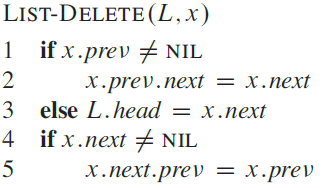 LIST-DELETE(L, x)
1 if x.prev ≠ NIL
2 x.prev.next = x.next
3 else L.head = x.next
4 if x.next ≠ NIL
5 x.next.prev = x.prev